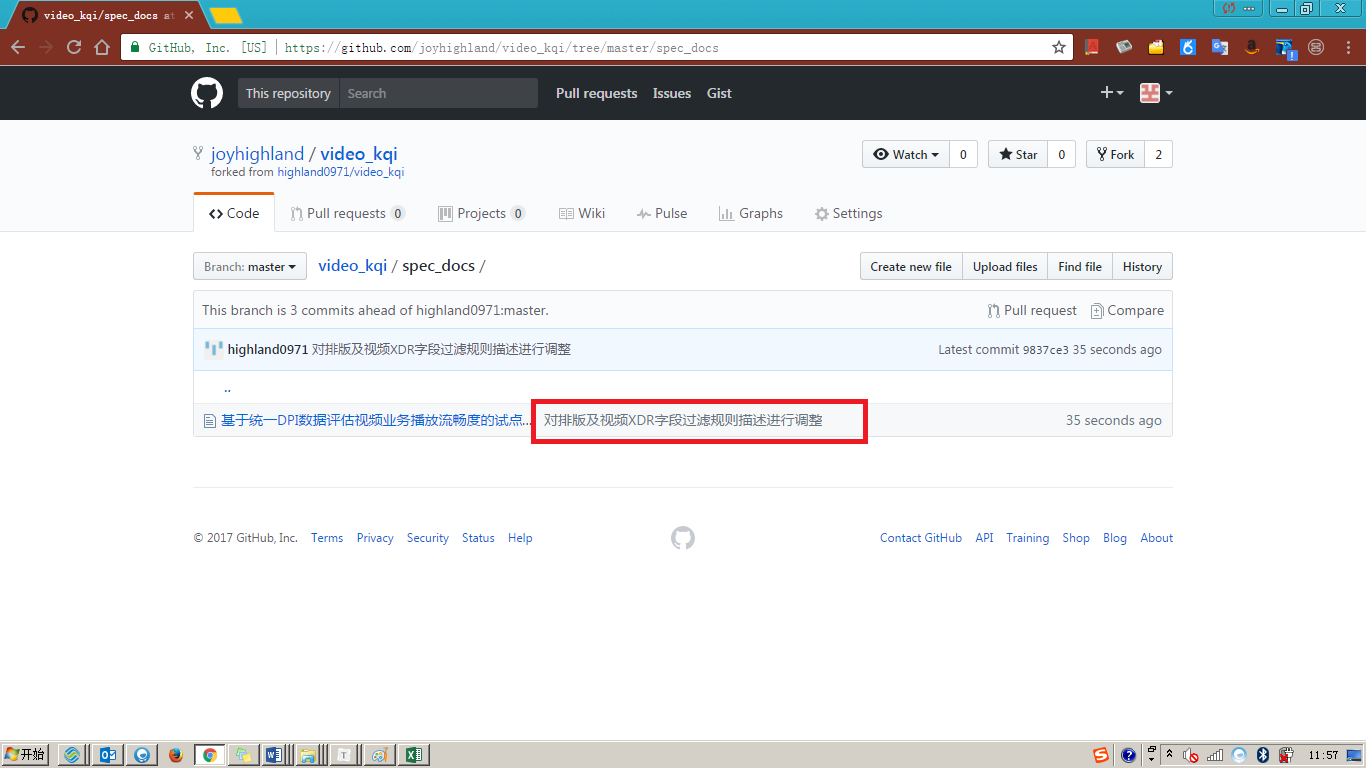 video_kqi/spec_docs at
GitHub, Inc. [US] | https://github.com/joyhighland/video_kqi/tree/master/spec_docs
This repository Search Pull requests Issues Gist
joyhighland / video_kqi
forked from highland0971/video_kqi
Watch 0 Star 0 Fork 2
Code Pull requests 0 Projects 0 Wiki Pulse Graphs Settings
Branch: master video_kqi / spec_docs / Create new file Upload files Find file History
This branch is 3 commits ahead of highland0971:master. Pull request Compare
highland0971 对排版及视频XDR字段过滤规则描述进行调整 Latest commit 9837ce3 35 seconds ago
..
基于统一DPI数据评估视频业务播放流畅度的试点... 对排版及视频XDR字段过滤规则描述进行调整 35 seconds ago
© 2017 GitHub, Inc. Terms Privacy Security Status Help Contact GitHub API Training Shop Blog About
开始 11:57